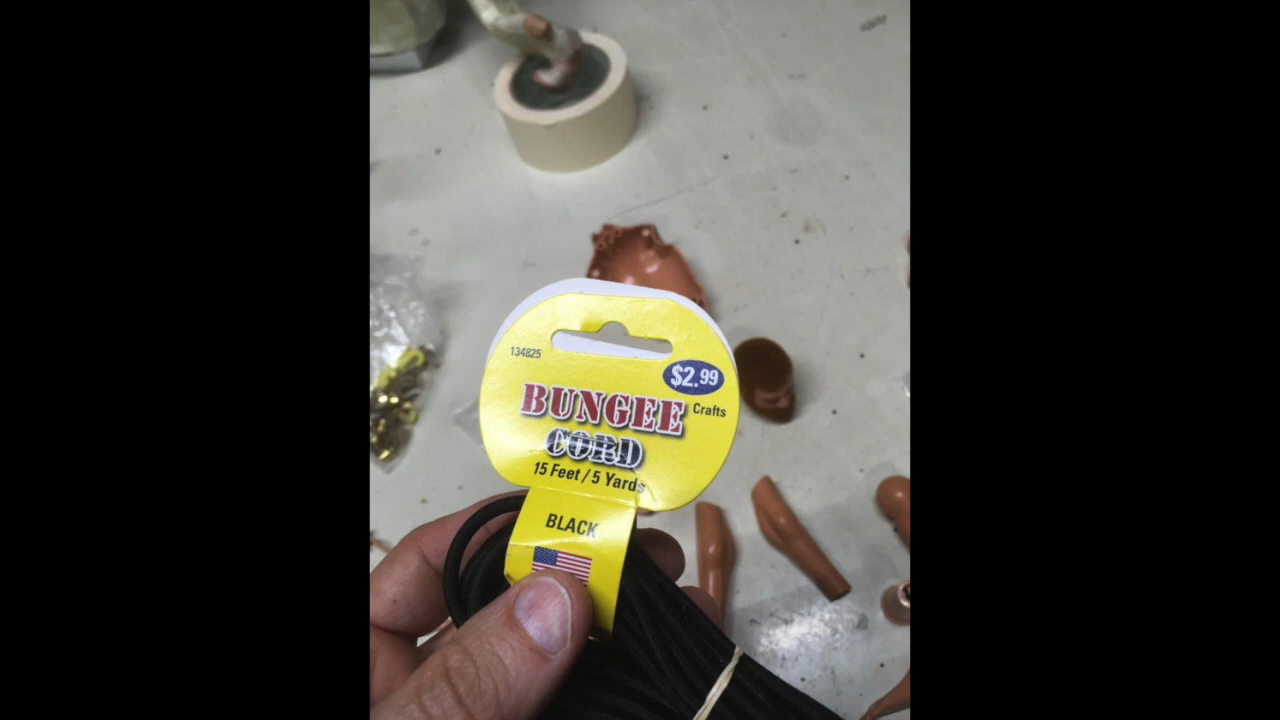 134825
$2.99
BUNGEE
Crafts
CORD
15 Feet / 5 Yards
BLACK